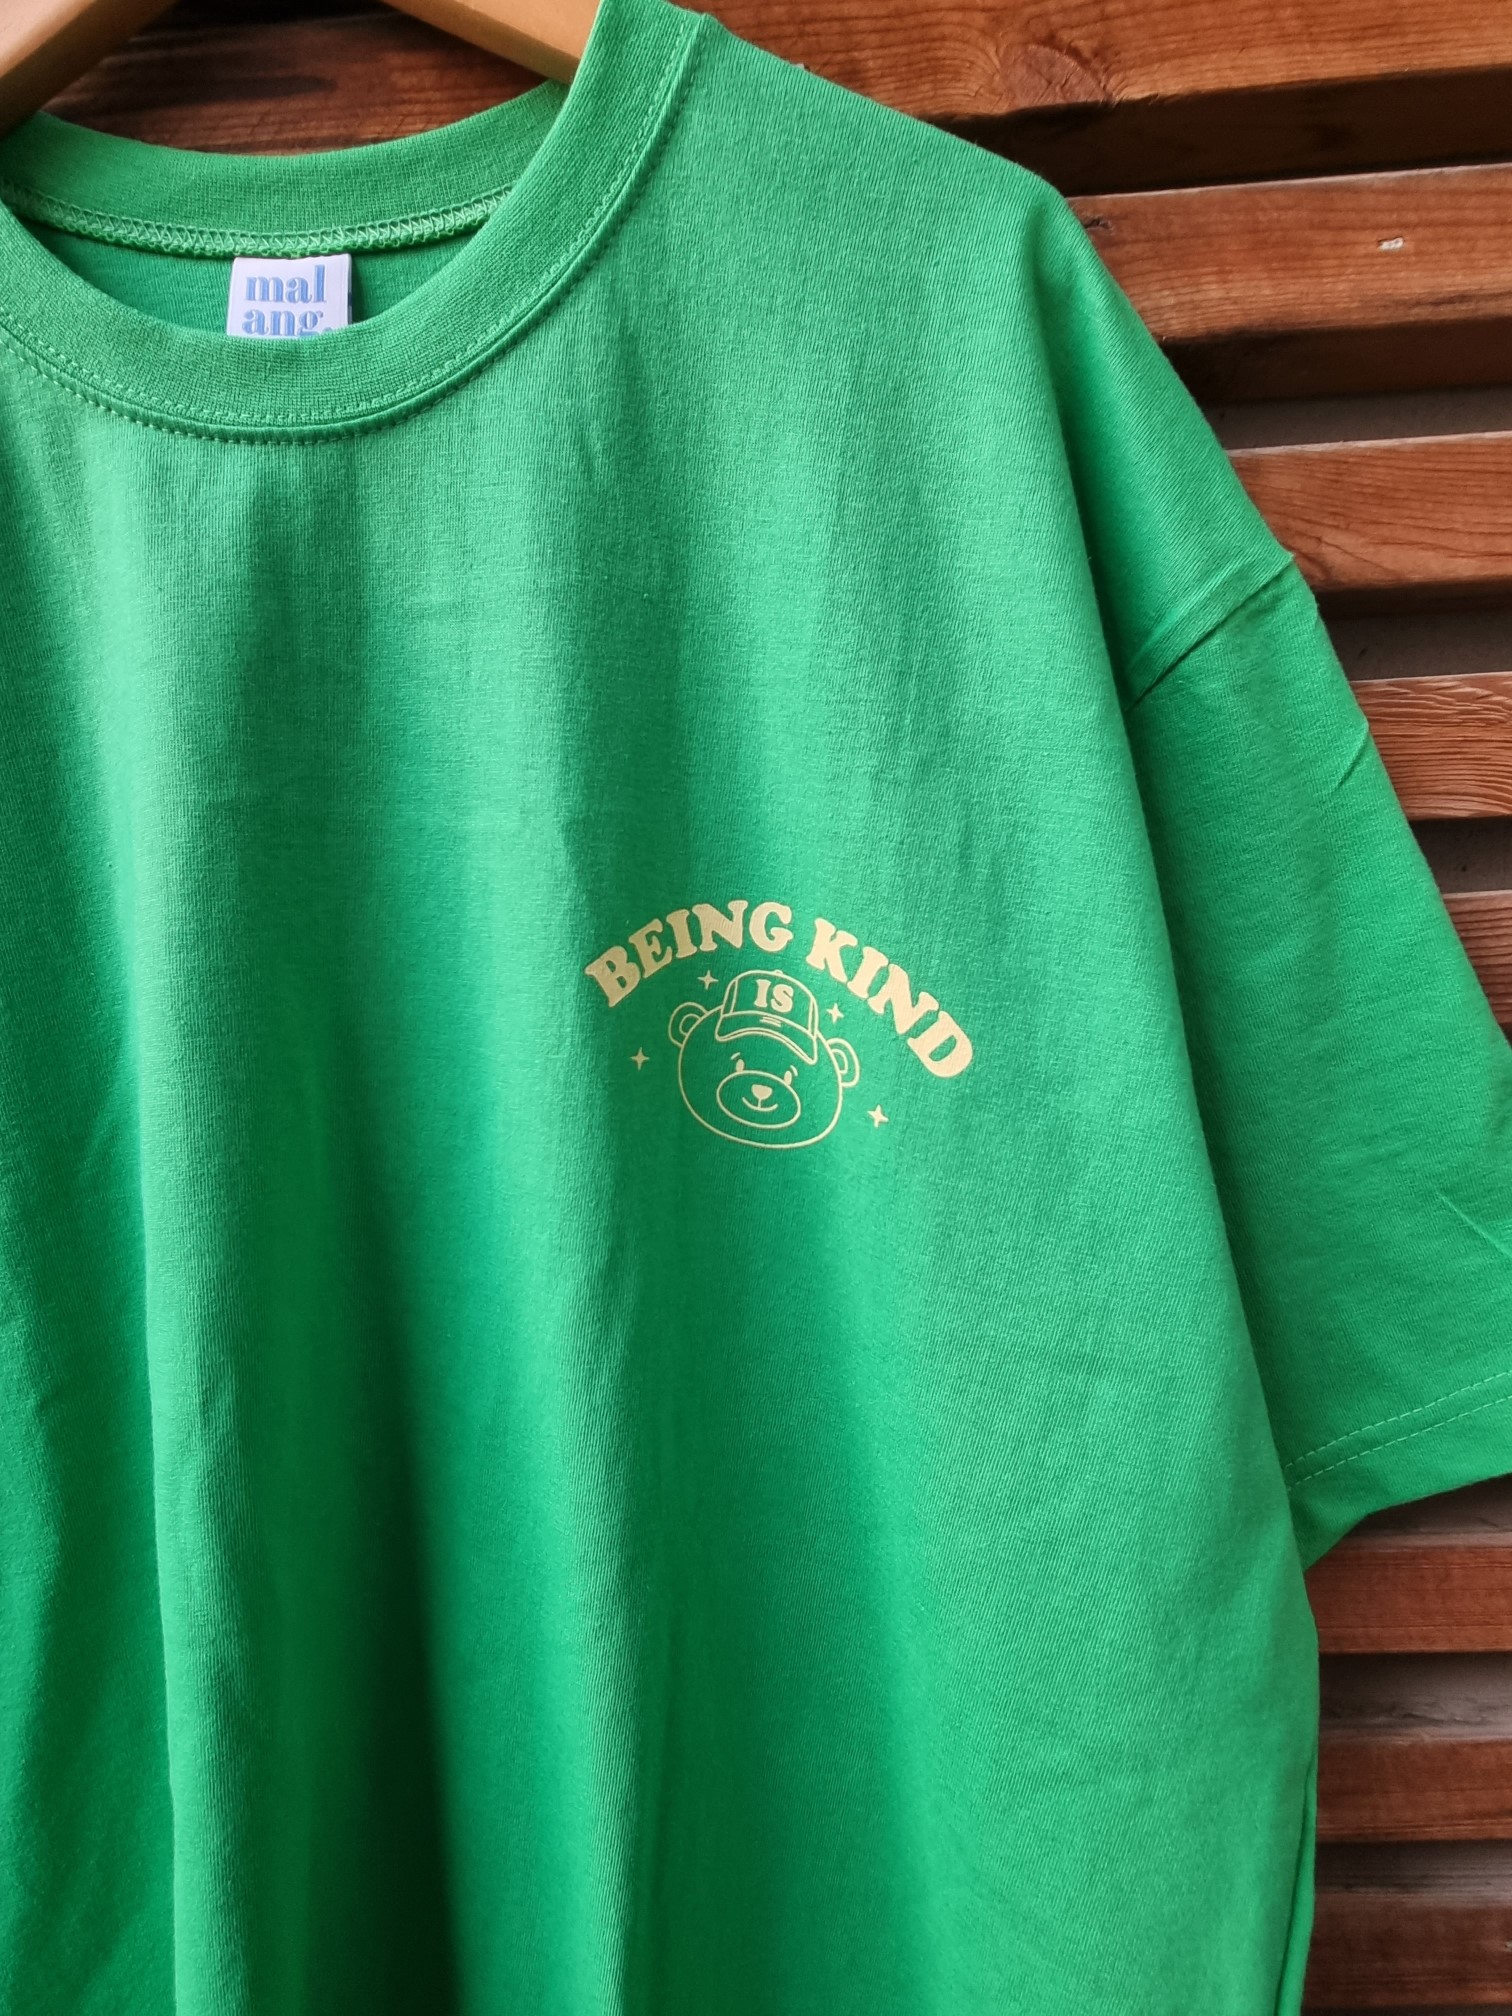 mal
ang.
BEING KIND
IS